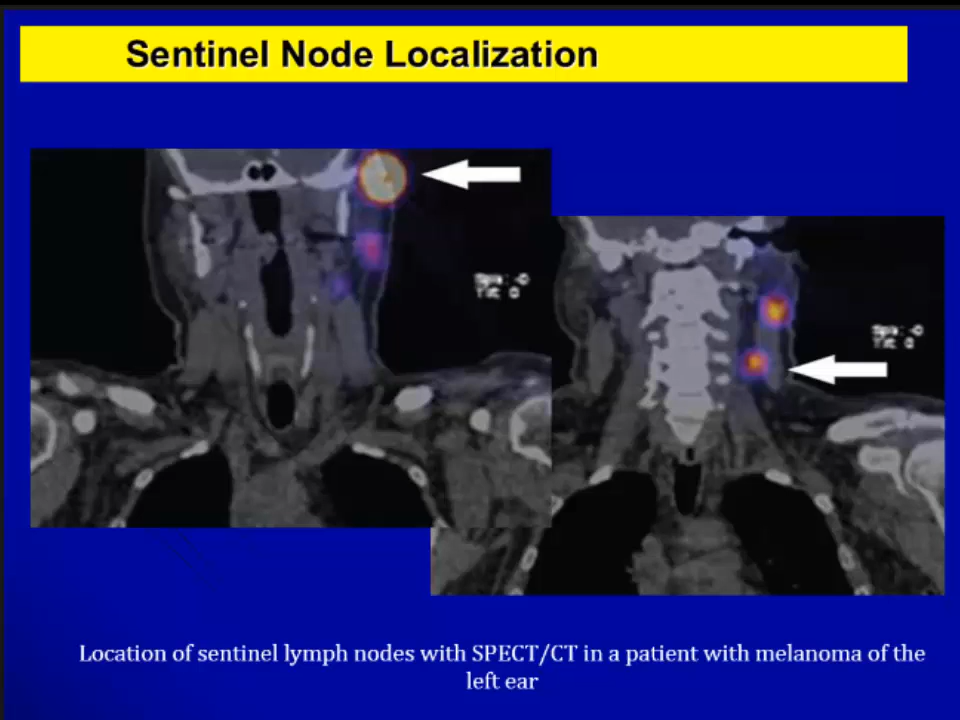 Sentinel Node Localization
Location of sentinel lymph nodes with SPECT/CT in a patient with melanoma of the
left ear